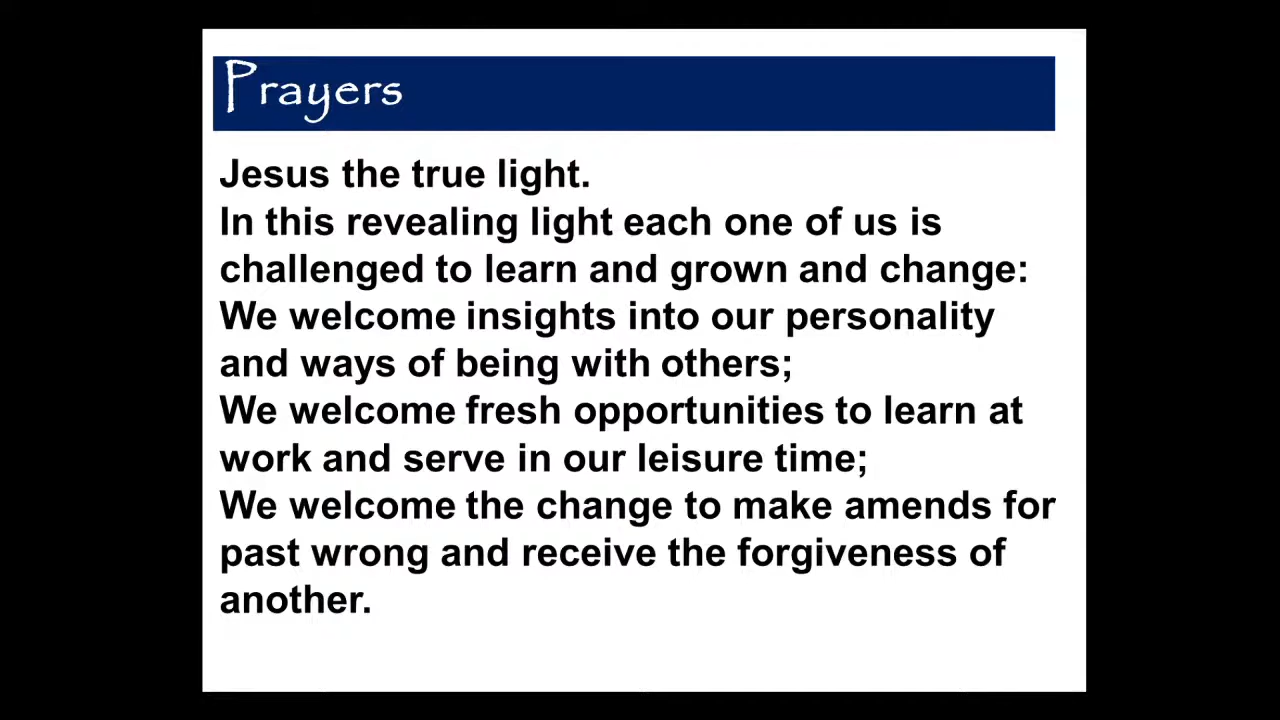 Prayers
Jesus the true light.
In this revealing light each one of us is
challenged to learn and grown and change:
We welcome insights into our personality
and ways of being with others;
We welcome fresh opportunities to learn at
work and serve in our leisure time;
We welcome the change to make amends for
past wrong and receive the forgiveness of
another.